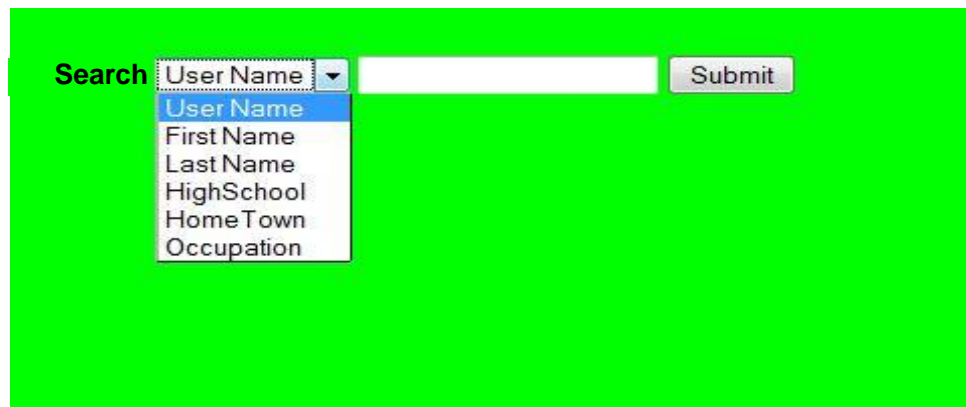 Search User Name Submit
User Name
First Name
Last Name
HighSchool
HomeTown
Occupation